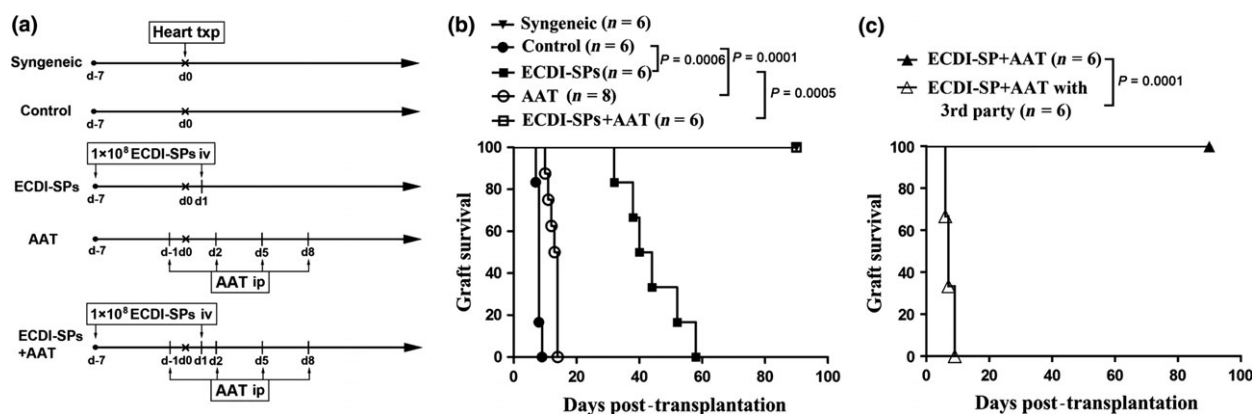 (a)
Heart txp
Syngeneic
d-7 d0
Control
d-7 d0
1×10⁸ ECDI-SPs iv
ECDI-SPs
d-7 d0 d1
AAT
d-7 d-1 d0 d2 d5 d8
AAT ip
1×10⁸ ECDI-SPs iv
ECDI-SPs
+AAT
d-7 d-1 d0 d1 d2 d5 d8
AAT ip
(b)
Syngeneic (n = 6)
Control (n = 6)
ECDI-SPs (n = 6)
AAT (n = 8)
ECDI-SPs+AAT (n = 6)
P = 0.0006
P = 0.0001
P = 0.0005
Graft survival
100
80
60
40
20
0
0 20 40 60 80 100
Days post-transplantation
(c)
ECDI-SP+AAT (n = 6)
ECDI-SP+AAT with
3rd party (n = 6)
P = 0.0001
Graft survival
100
80
60
40
20
0
0 20 40 60 80 100
Days post-transplantation